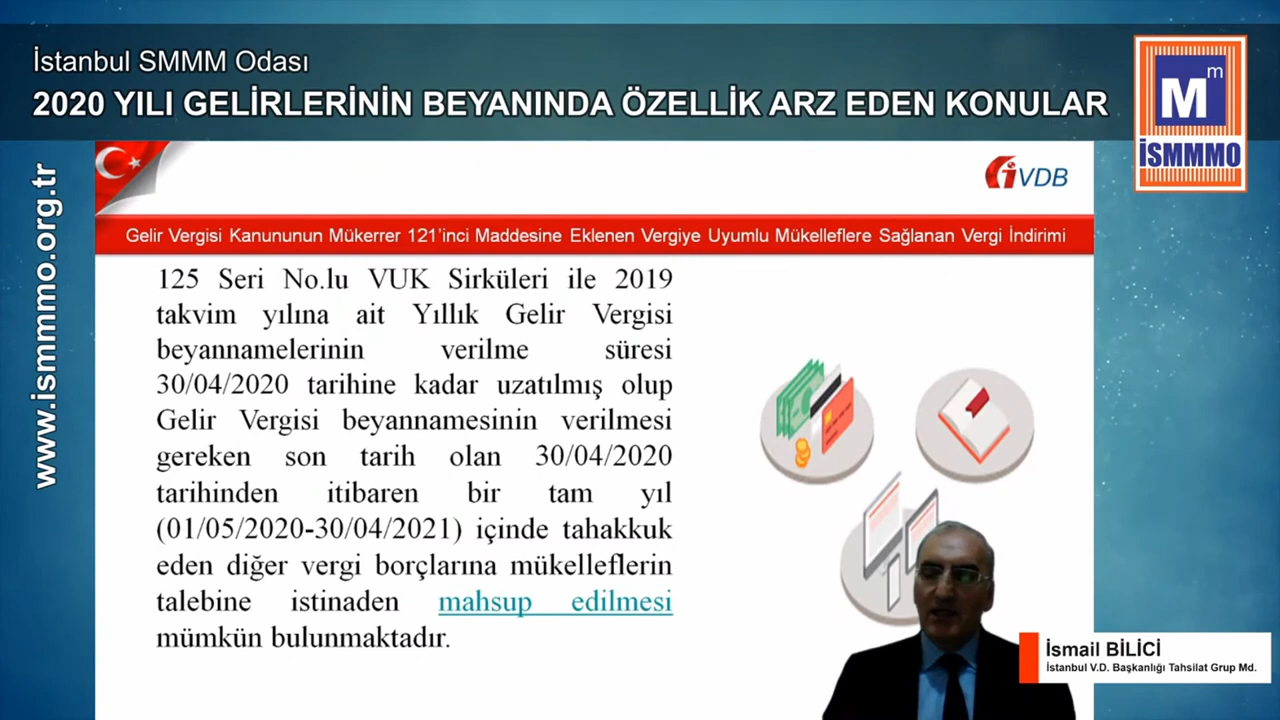 İstanbul SMMM Odası
2020 YILI GELİRLERİNİN BEYANINDA ÖZELLİK ARZ EDEN KONULAR
M m
İSMMMO
www.ismmmo.org.tr
iVDB
Gelir Vergisi Kanununun Mükerrer 121'inci Maddesine Eklenen Vergiye Uyumlu Mükelleflere Sağlanan Vergi İndirimi
125 Seri No.lu VUK Sirküleri ile 2019
takvim yılına ait Yıllık Gelir Vergisi
beyannamelerinin verilme süresi
30/04/2020 tarihine kadar uzatılmış olup
Gelir Vergisi beyannamesinin verilmesi
gereken son tarih olan 30/04/2020
tarihinden itibaren bir tam yıl
(01/05/2020-30/04/2021) içinde tahakkuk
eden diğer vergi borçlarına mükelleflerin
talebine istinaden mahsup edilmesi
mümkün bulunmaktadır.
İsmail BİLİCİ
İstanbul V.D. Başkanlığı Tahsilat Grup Md.